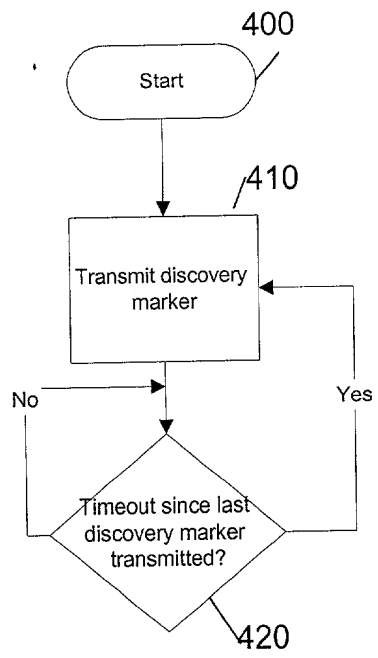 400
Start
410
Transmit discovery
marker
No
Yes
Timeout since last
discovery marker
transmitted?
420